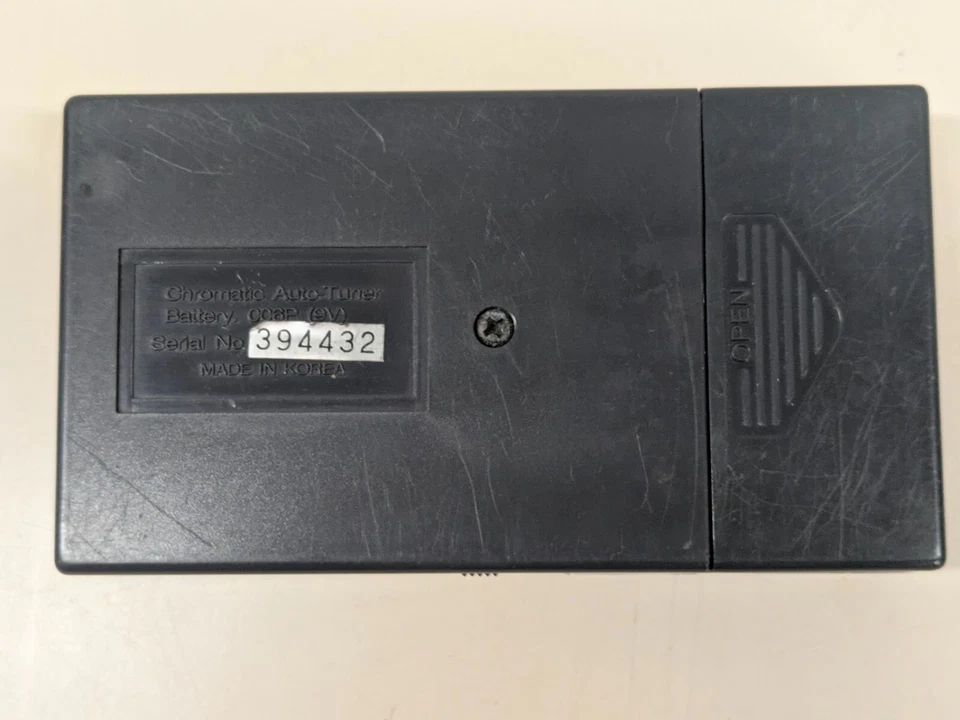 Chromatic Auto-Tuner
Battery. 006P (9V)
Serial No 394432
MADE IN KOREA
OPEN